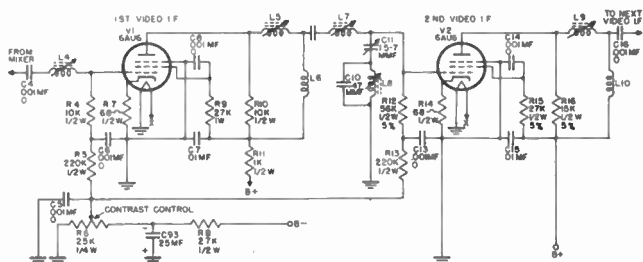 1ST VIDEO IF
V1
6AU6
FROM
MIXER
L4
C4
.001MF
R4
10K
1/2W
R7
68
1/2W
C8
.001MF
R9
27K
1W
C6
.001MF
C7
.01MF
R5
220K
1/2W
C5
.001MF
L5
L6
R10
10K
1/2W
R11
1K
1/2W
B+
L7
C11
1.5-7
MMF
C10
MMF
L8
2ND VIDEO IF
V2
6AU6
R12
56K
1/2W
5%
R14
68
1/2W
C14
.001MF
R15
27K
1/2W
5%
R16
15K
1/2W
5%
R13
220K
1/2W
C13
.001MF
C15
.01MF
L9
TO NEXT
VIDEO IF
C16
.001MF
L10
B+
CONTRAST CONTROL
R6
25K
1/4W
C93
25MF
R8
27K
1/2W
B-